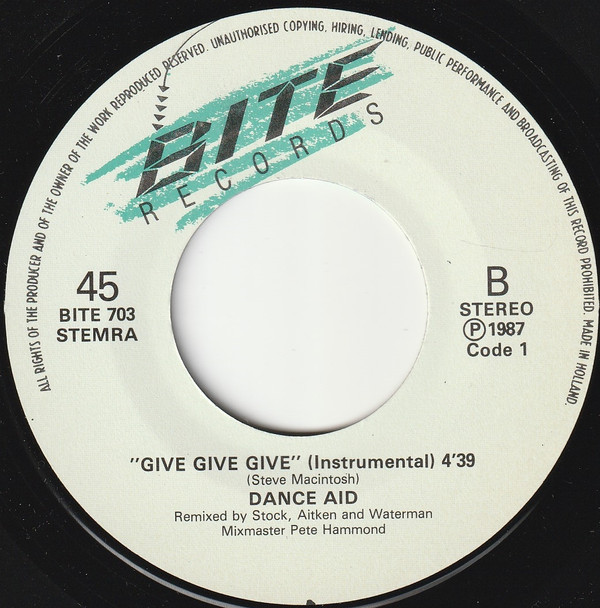 ALL RIGHTS OF THE PRODUCER AND OF THE OWNER OF THE WORK REPRODUCED RESERVED. UNAUTHORISED COPYING, HIRING, LENDING, PUBLIC PERFORMANCE AND BROADCASTING OF THIS RECORD PROHIBITED. MADE IN HOLLAND.
BITE
RECORDS
45
BITE 703
STEMRA
B
STEREO
Ⓟ1987
Code 1
"GIVE GIVE GIVE" (Instrumental) 4'39
(Steve Macintosh)
DANCE AID
Remixed by Stock, Aitken and Waterman
Mixmaster Pete Hammond